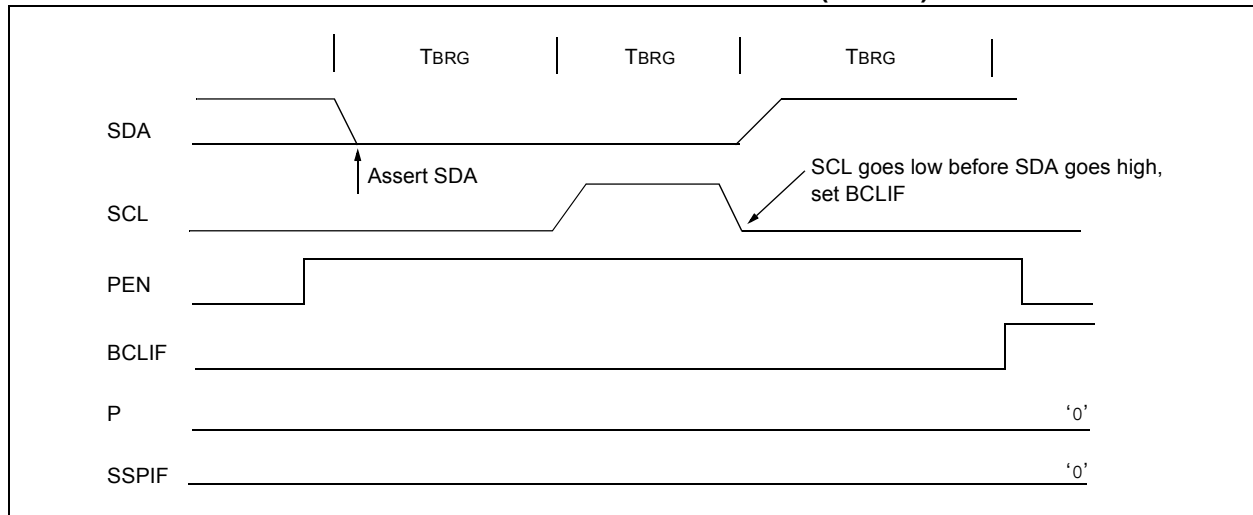 TBRG TBRG TBRG
SDA
Assert SDA
SCL goes low before SDA goes high,
set BCLIF
SCL
PEN
BCLIF
P
'0'
SSPIF
'0'